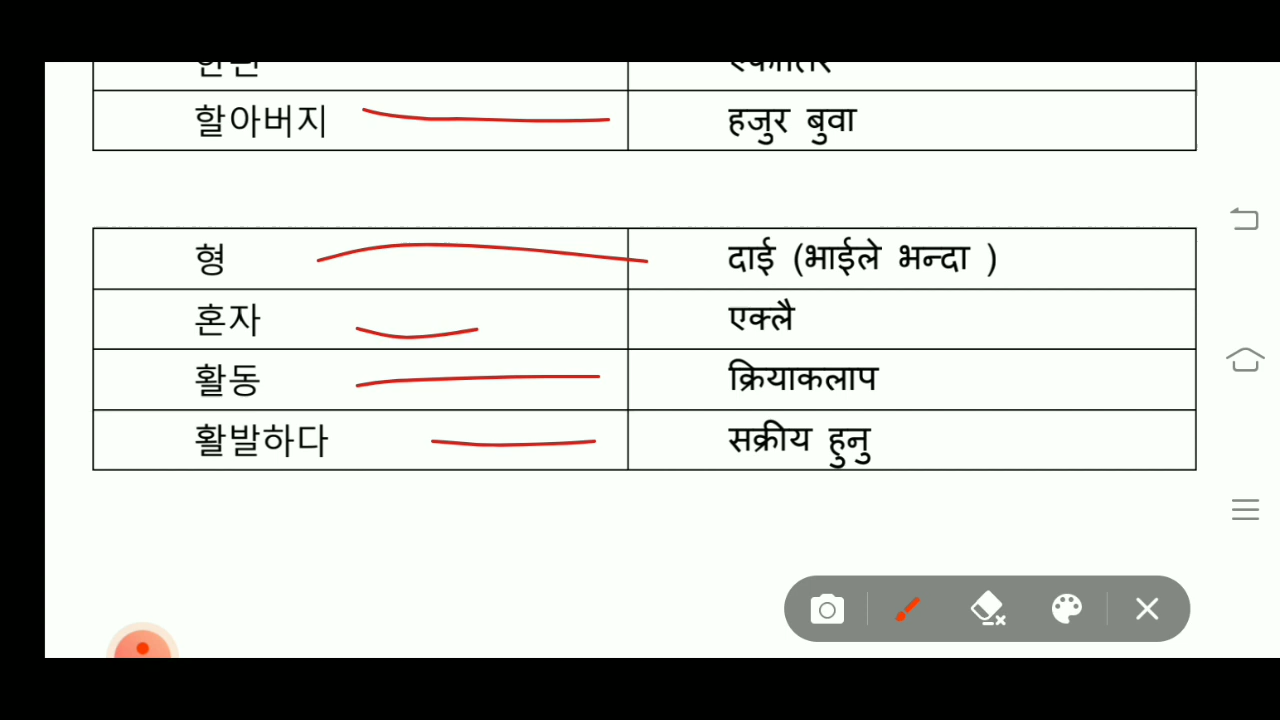 할아버지 हजुर बुवा
형 दाई (भाईले भन्दा )
혼자 एक्लै
활동 क्रियाकलाप
활발하다 सक्रीय हुनु